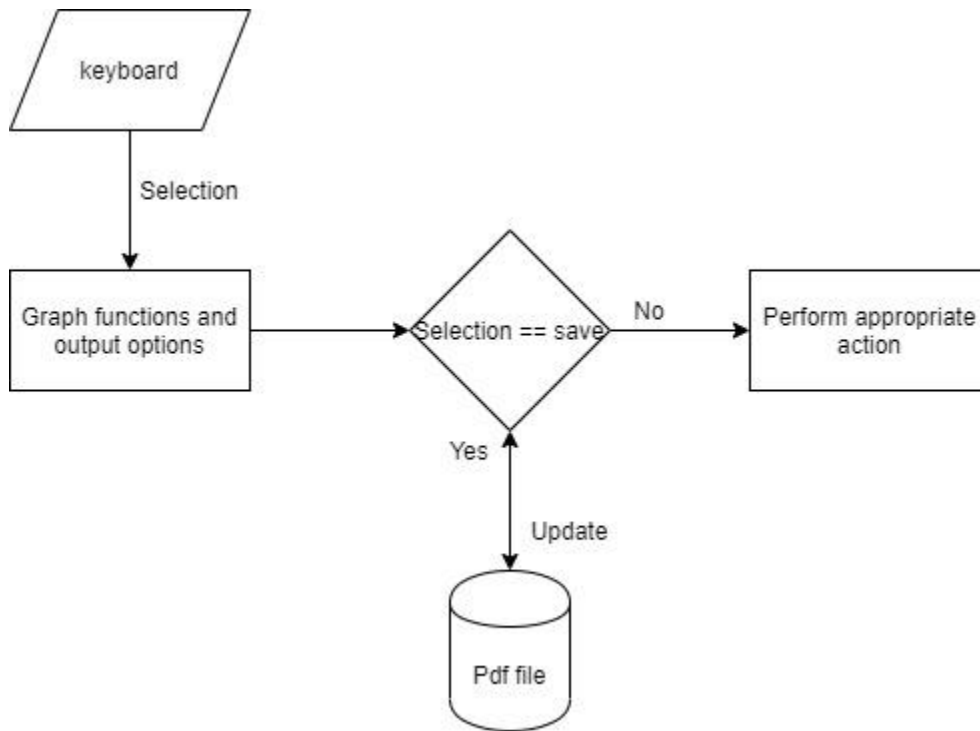 keyboard
Selection
Graph functions and
output options
Selection == save
No
Perform appropriate
action
Yes
Update
Pdf file